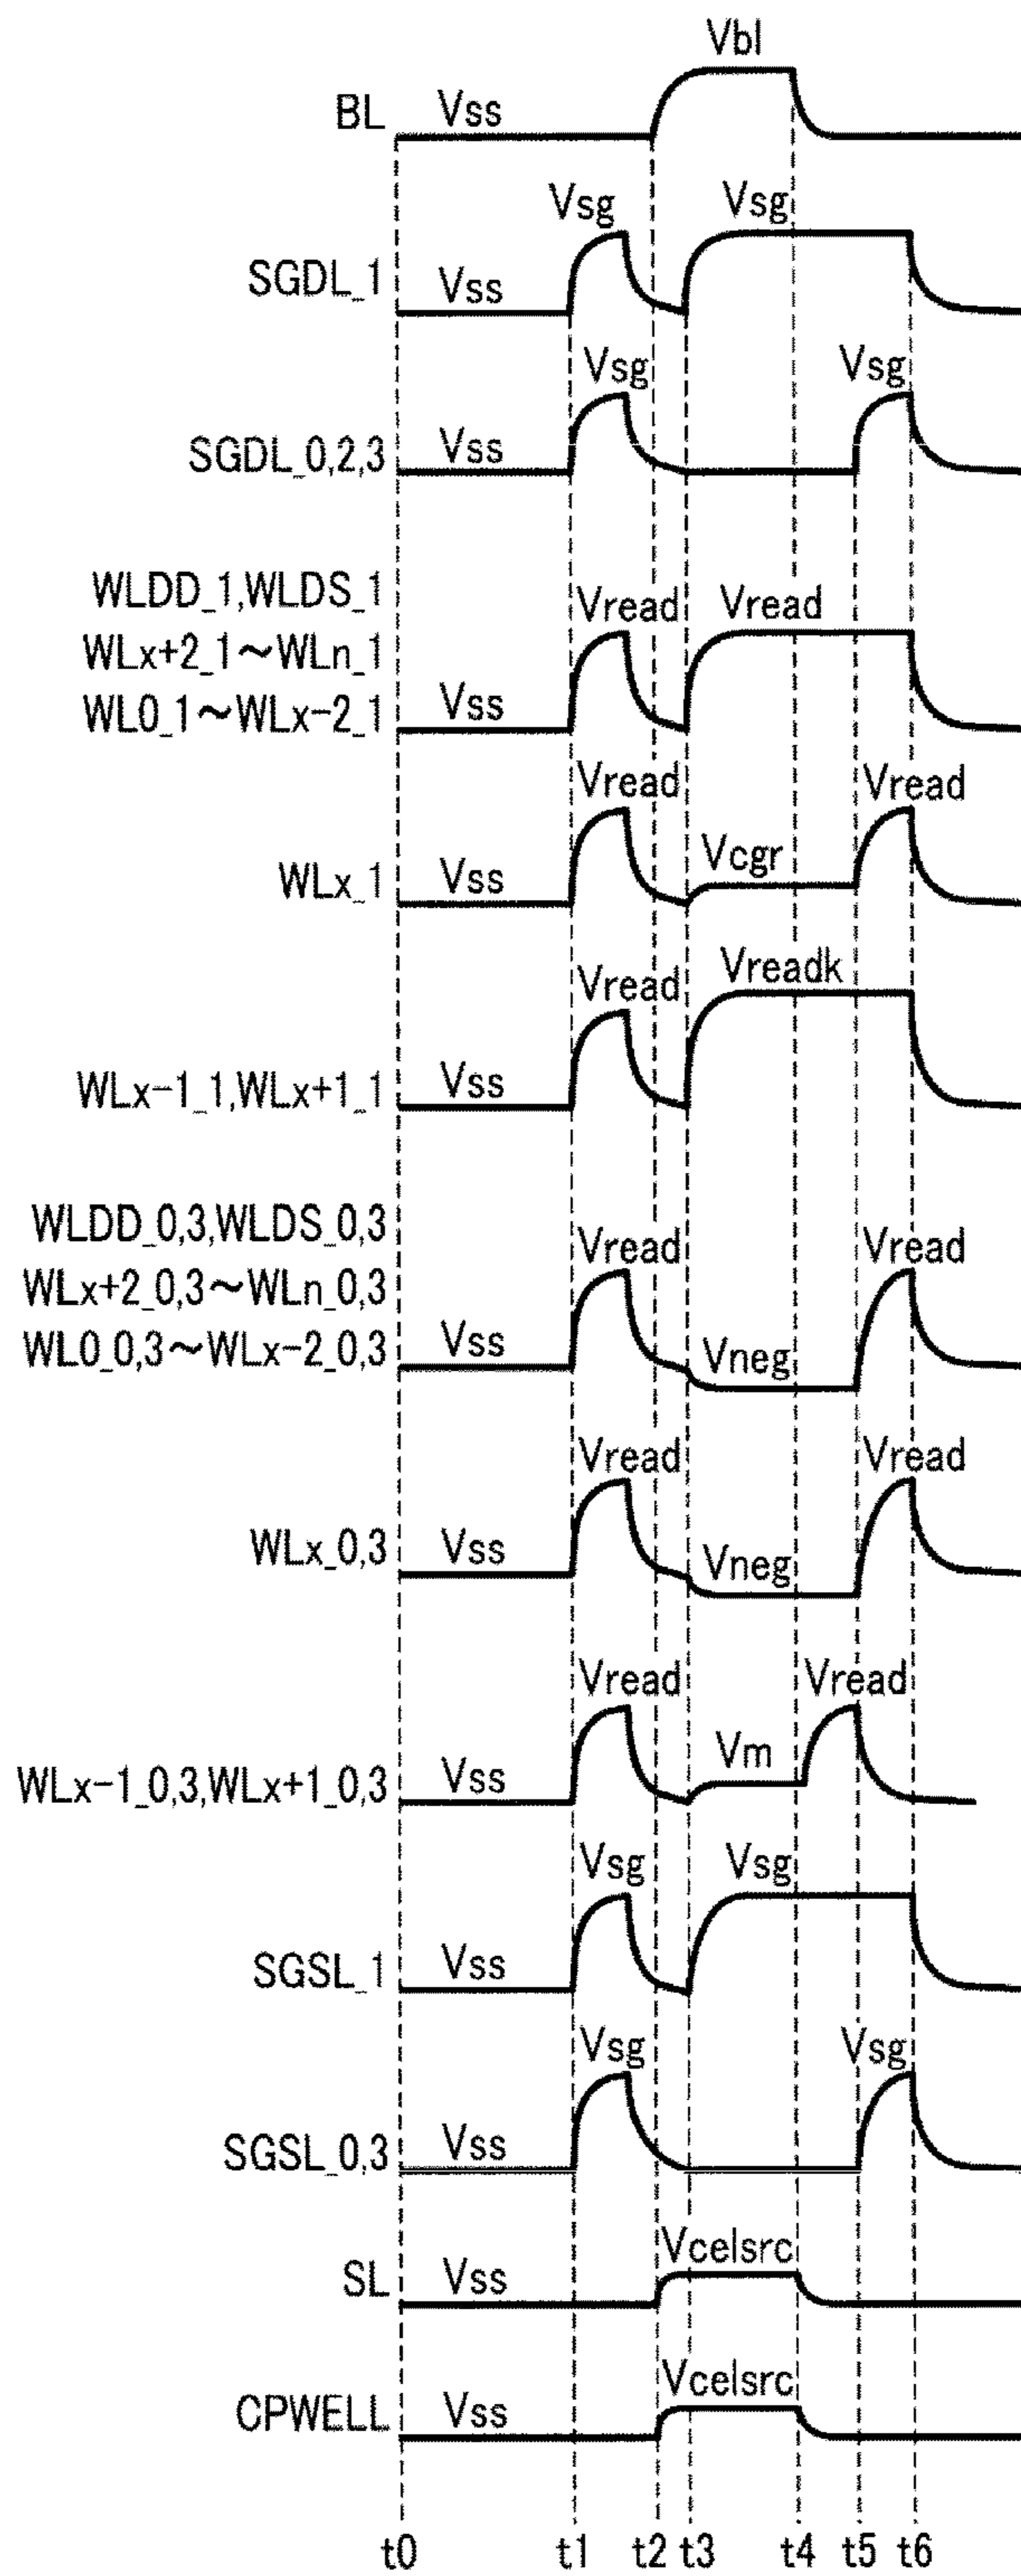 Vbl
BL Vss
Vsg Vsg
SGDL_1 Vss
Vsg Vsg
SGDL_0,2,3 Vss
WLDD_1,WLDS_1 Vread Vread
WLx+2_1～WLn_1
WL0_1～WLx-2_1 Vss
Vread Vread
WLx_1 Vss Vcgr
Vread Vreadk
WLx-1_1,WLx+1_1 Vss
WLDD_0,3,WLDS_0,3 Vread Vread
WLx+2_0,3～WLn_0,3
WL0_0,3～WLx-2_0,3 Vss Vneg
Vread Vread
WLx_0,3 Vss Vneg
Vread Vread
WLx-1_0,3,WLx+1_0,3 Vss Vm
Vsg Vsg
SGSL_1 Vss
Vsg Vsg
SGSL_0,3 Vss
Vcelsrc
SL Vss
Vcelsrc
CPWELL Vss
t0 t1 t2 t3 t4 t5 t6